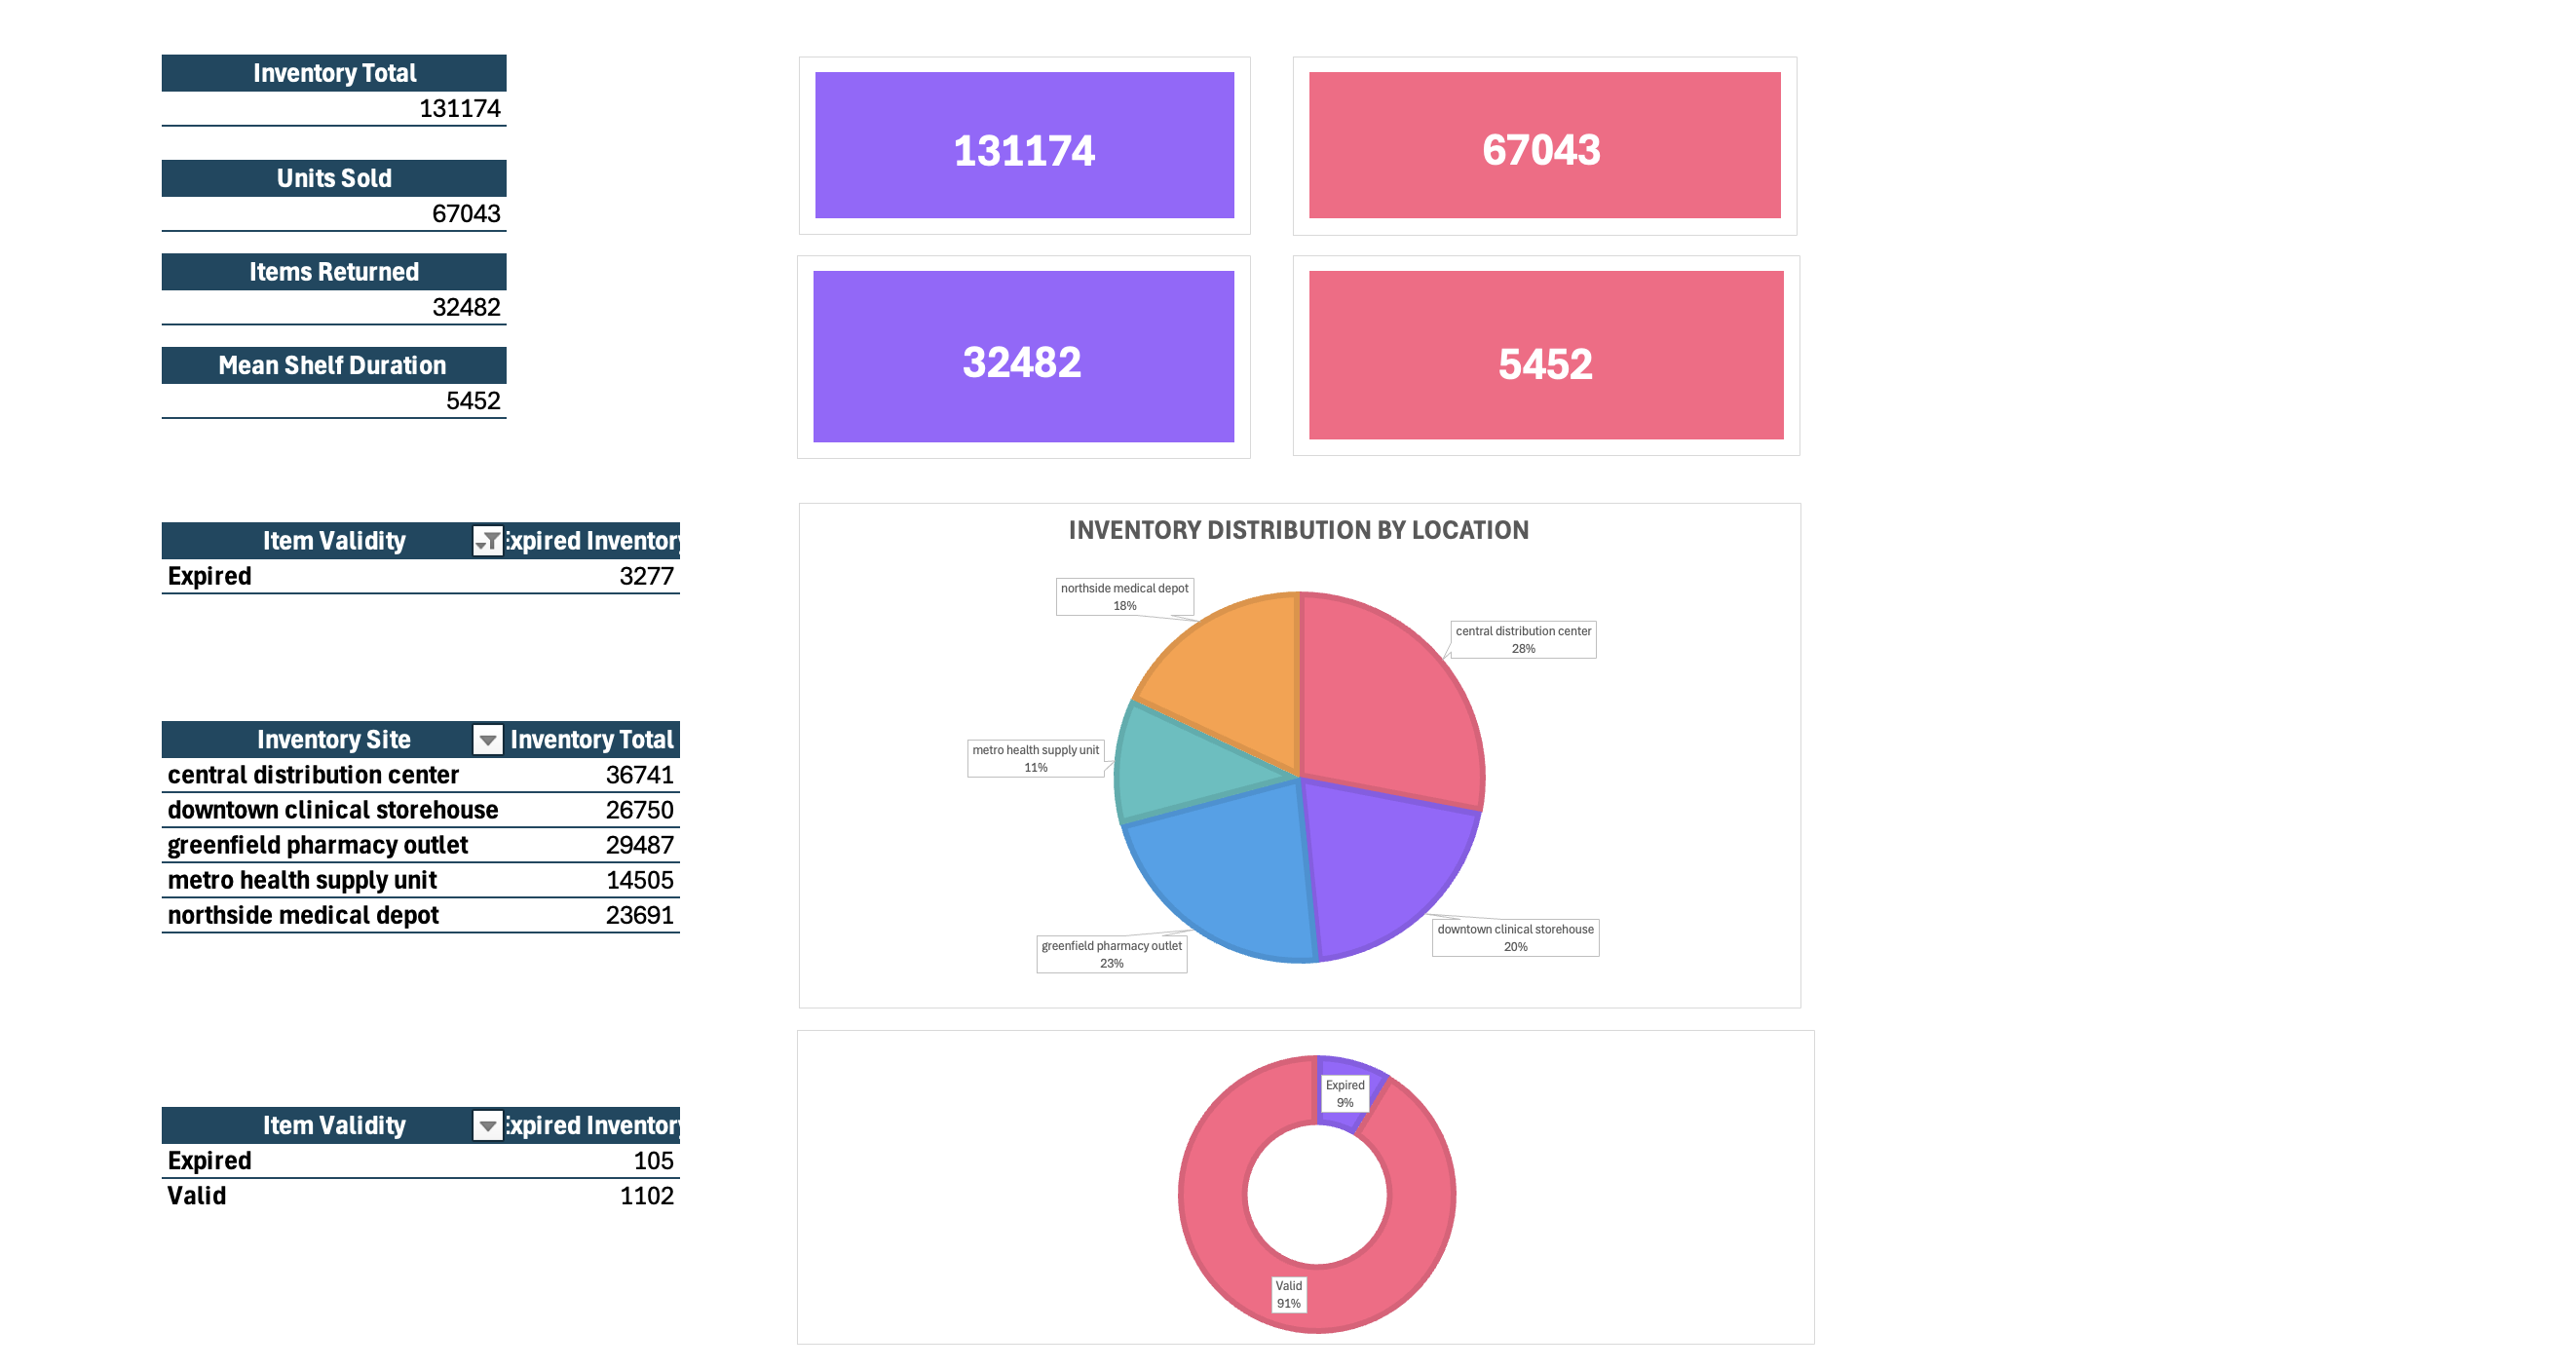 Inventory Total
131174
Units Sold
67043
Items Returned
32482
Mean Shelf Duration
5452
Item Validity Expired Inventory
Expired 3277
Inventory Site Inventory Total
central distribution center 36741
downtown clinical storehouse 26750
greenfield pharmacy outlet 29487
metro health supply unit 14505
northside medical depot 23691
Item Validity Expired Inventory
Expired 105
Valid 1102
131174
67043
32482
5452
INVENTORY DISTRIBUTION BY LOCATION
northside medical depot
18%
central distribution center
28%
metro health supply unit
11%
downtown clinical storehouse
20%
greenfield pharmacy outlet
23%
Expired
9%
Valid
91%